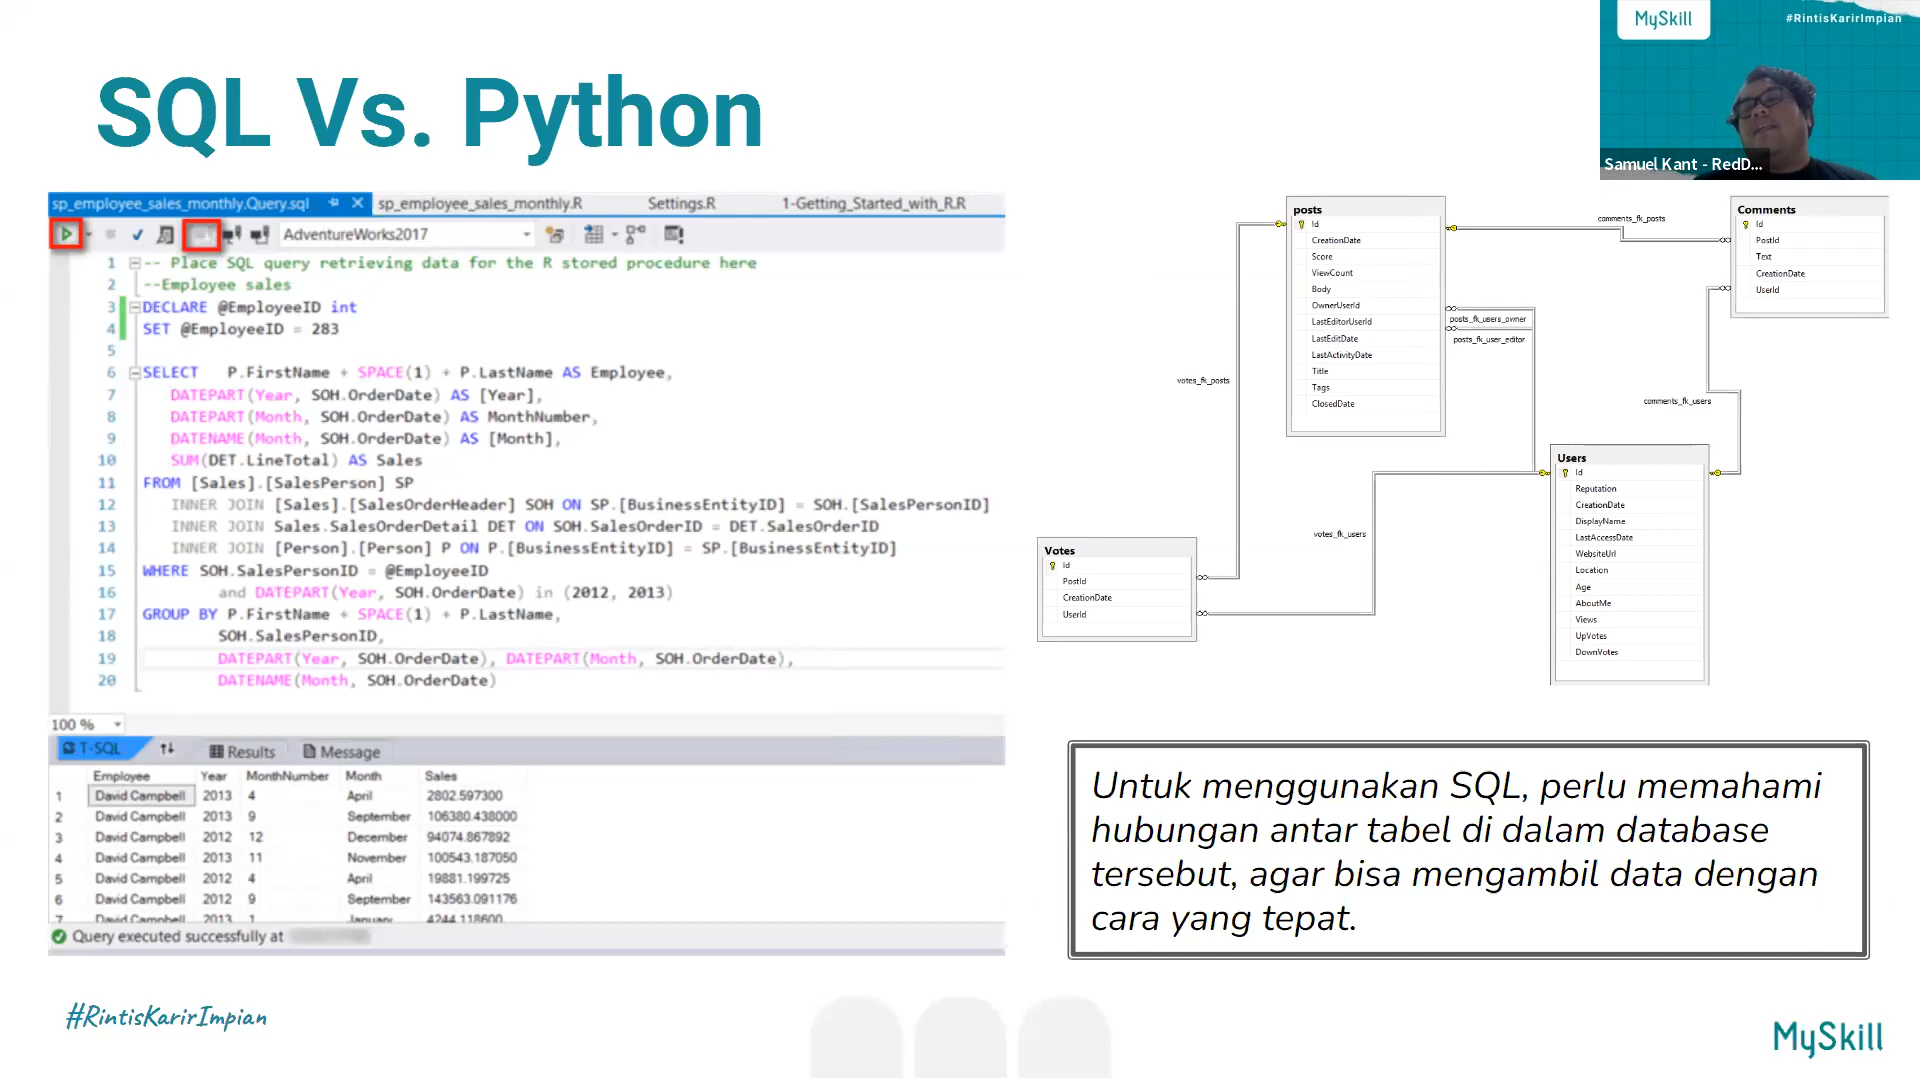 MySkill
#RintisKarirImpian
Samuel Kant - RedD...
SQL Vs. Python
sp_employee_sales_monthly.Query.sql
sp_employee_sales_monthly.R
Settings.R
1-Getting_Started_with_R.R
AdventureWorks2017
1 -- Place SQL query retrieving data for the R stored procedure here
2 --Employee sales
3 DECLARE @EmployeeID int
4 SET @EmployeeID = 283
5
6 SELECT P.FirstName + SPACE(1) + P.LastName AS Employee,
7 DATEPART(Year, SOH.OrderDate) AS [Year],
8 DATEPART(Month, SOH.OrderDate) AS MonthNumber,
9 DATENAME(Month, SOH.OrderDate) AS [Month],
10 SUM(DET.LineTotal) AS Sales
11 FROM [Sales].[SalesPerson] SP
12 INNER JOIN [Sales].[SalesOrderHeader] SOH ON SP.[BusinessEntityID] = SOH.[SalesPersonID]
13 INNER JOIN Sales.SalesOrderDetail DET ON SOH.SalesOrderID = DET.SalesOrderID
14 INNER JOIN [Person].[Person] P ON P.[BusinessEntityID] = SP.[BusinessEntityID]
15 WHERE SOH.SalesPersonID = @EmployeeID
16 and DATEPART(Year, SOH.OrderDate) in (2012, 2013)
17 GROUP BY P.FirstName + SPACE(1) + P.LastName,
18 SOH.SalesPersonID,
19 DATEPART(Year, SOH.OrderDate), DATEPART(Month, SOH.OrderDate),
20 DATENAME(Month, SOH.OrderDate)
100 %
T-SQL Results Message
Employee Year MonthNumber Month Sales
1 David Campbell 2013 4 April 2802.597300
2 David Campbell 2013 9 September 106380.438000
3 David Campbell 2012 12 December 94074.867892
4 David Campbell 2013 11 November 100543.187050
5 David Campbell 2012 4 April 19881.199725
6 David Campbell 2012 9 September 143563.091176
7 David Campbell 2013 1 January 4244.118600
Query executed successfully at
posts
Id
CreationDate
Score
ViewCount
Body
OwnerUserId
LastEditorUserId
LastEditDate
LastActivityDate
Title
Tags
ClosedDate
comments_fk_posts
Comments
Id
PostId
Text
CreationDate
UserId
posts_fk_users_owner
posts_fk_user_editor
votes_fk_posts
comments_fk_users
Users
Id
Reputation
CreationDate
DisplayName
LastAccessDate
WebsiteUrl
Location
Age
AboutMe
Views
UpVotes
DownVotes
votes_fk_users
Votes
Id
PostId
CreationDate
UserId
Untuk menggunakan SQL, perlu memahami
hubungan antar tabel di dalam database
tersebut, agar bisa mengambil data dengan
cara yang tepat.
#RintisKarirImpian
MySkill